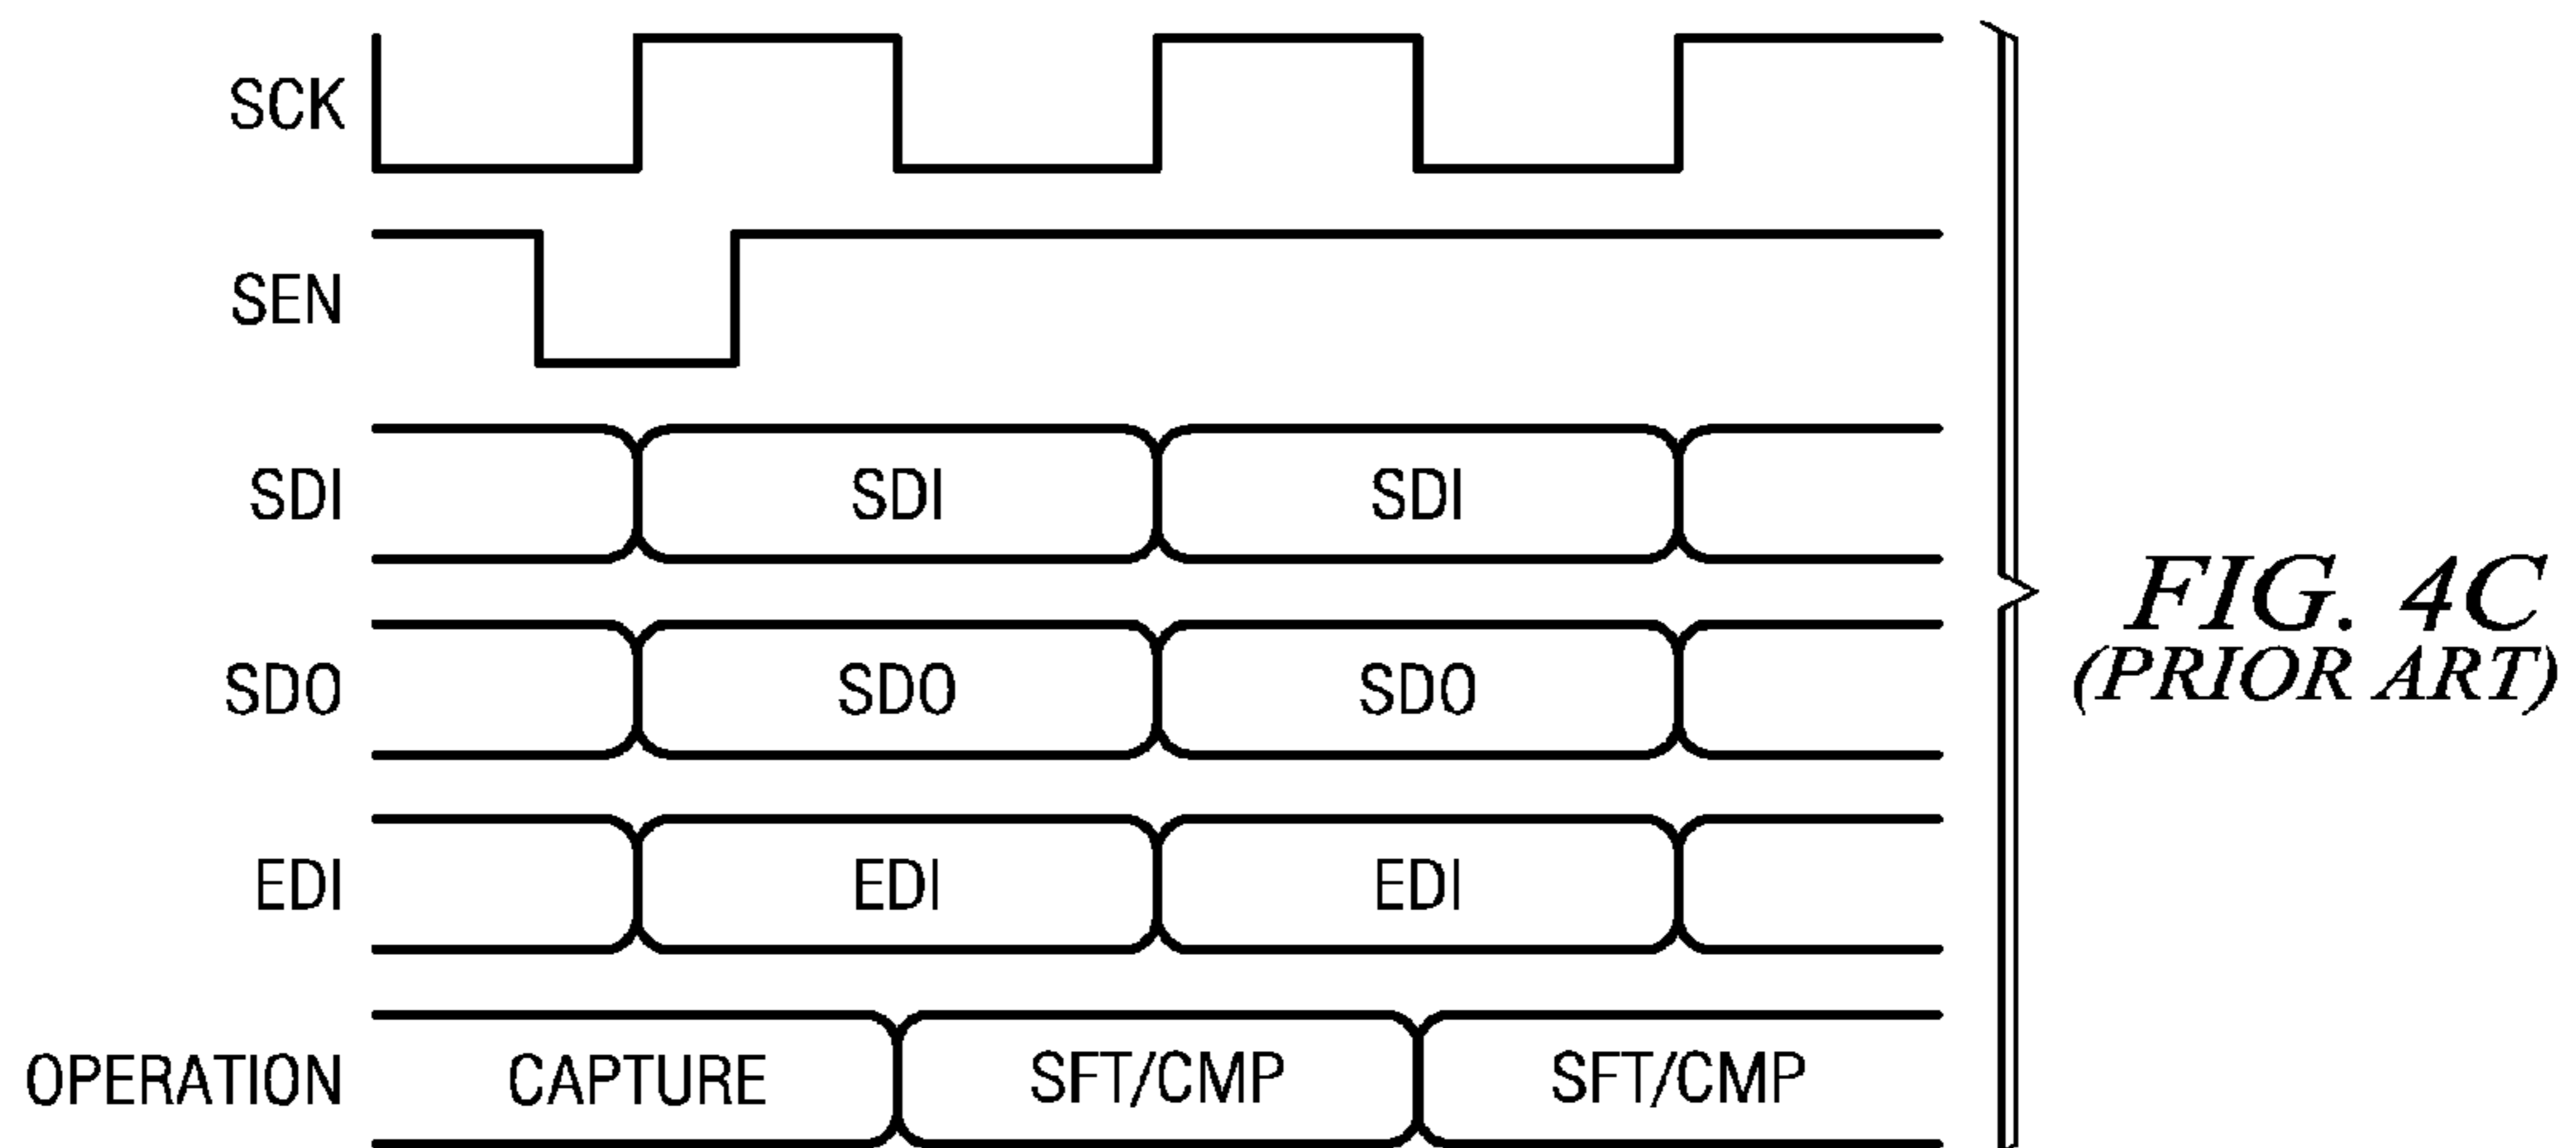 SCK
SEN
SDI SDI SDI
SDO SDO SDO
EDI EDI EDI
OPERATION CAPTURE SFT/CMP SFT/CMP
FIG. 4C
(PRIOR ART)